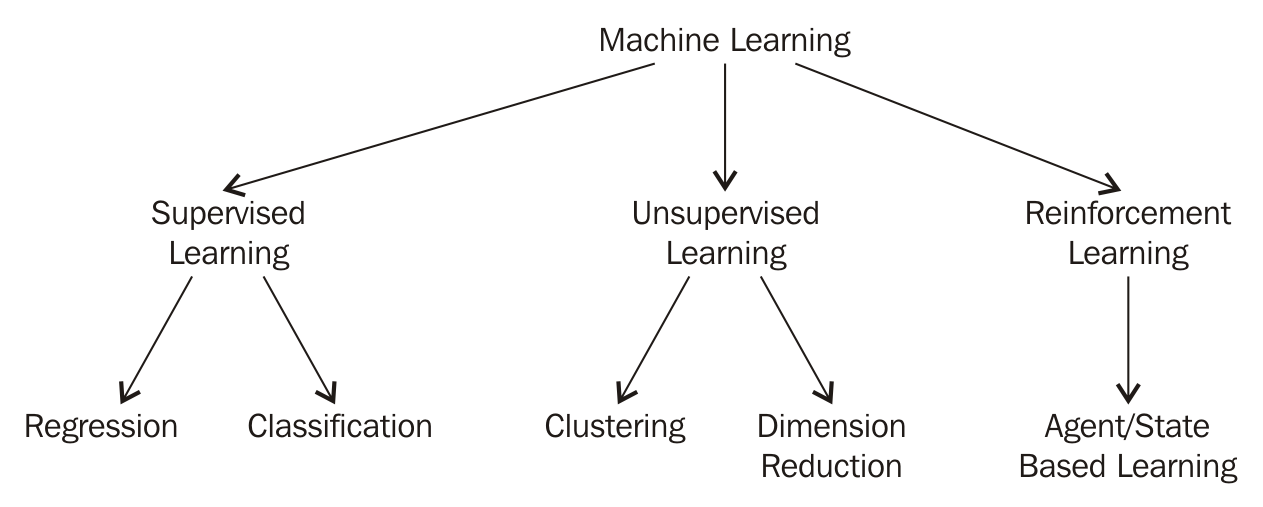 Machine Learning
Supervised
Learning
Unsupervised
Learning
Reinforcement
Learning
Regression
Classification
Clustering
Dimension
Reduction
Agent/State
Based Learning